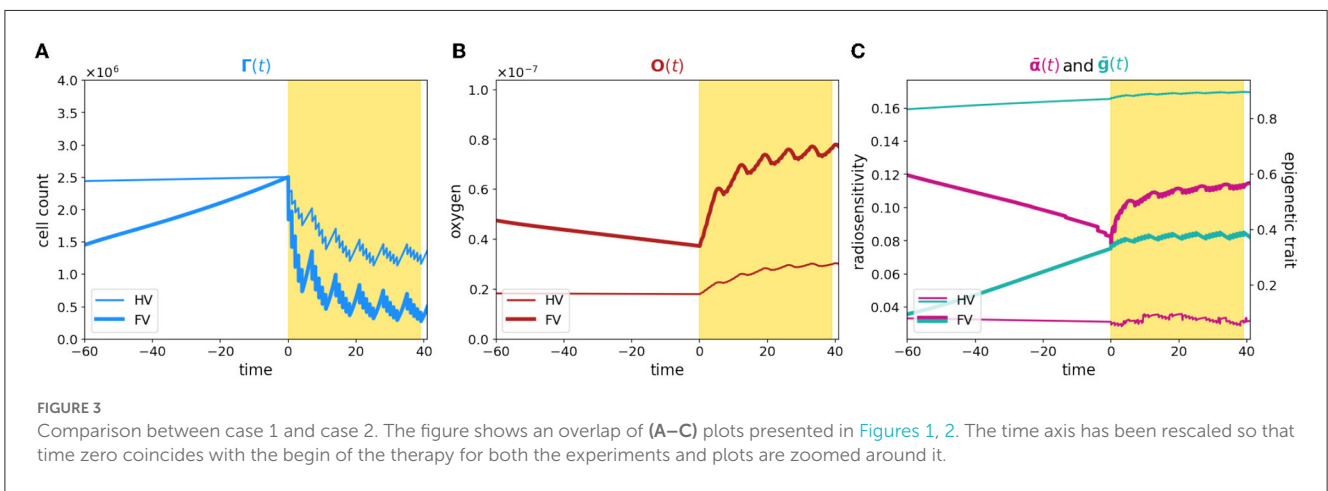 A
Γ(t)
×10⁶
4.0
3.5
3.0
2.5
2.0
1.5
1.0
0.5
0.0
cell count
HV
FV
−60 −40 −20 0 20 40
time
B
O(t)
×10⁻⁷
1.0
0.8
0.6
0.4
0.2
0.0
oxygen
HV
FV
−60 −40 −20 0 20 40
time
C
ᾱ(t) and ḡ(t)
0.16
0.14
0.12
0.10
0.08
0.06
0.04
radiosensitivity
HV
FV
0.8
0.6
0.4
0.2
epigenetic trait
−60 −40 −20 0 20 40
time
FIGURE 3
Comparison between case 1 and case 2. The figure shows an overlap of (A–C) plots presented in Figures 1, 2. The time axis has been rescaled so that
time zero coincides with the begin of the therapy for both the experiments and plots are zoomed around it.